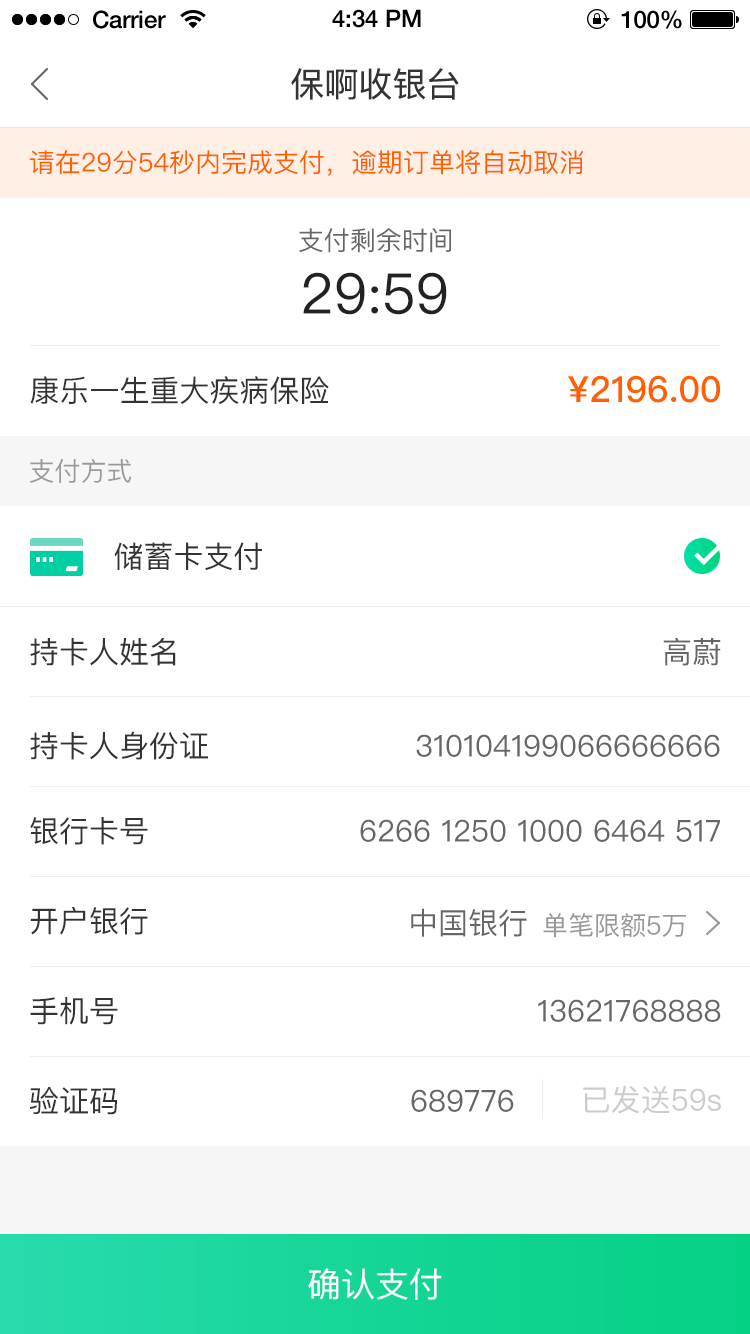 Carrier 4:34 PM 100%
保啊收银台
请在29分54秒内完成支付，逾期订单将自动取消
支付剩余时间
29:59
康乐一生重大疾病保险 ¥2196.00
支付方式
储蓄卡支付
持卡人姓名 高蔚
持卡人身份证 310104199066666666
银行卡号 6266 1250 1000 6464 517
开户银行 中国银行 单笔限额5万
手机号 13621768888
验证码 689776 已发送59s
确认支付